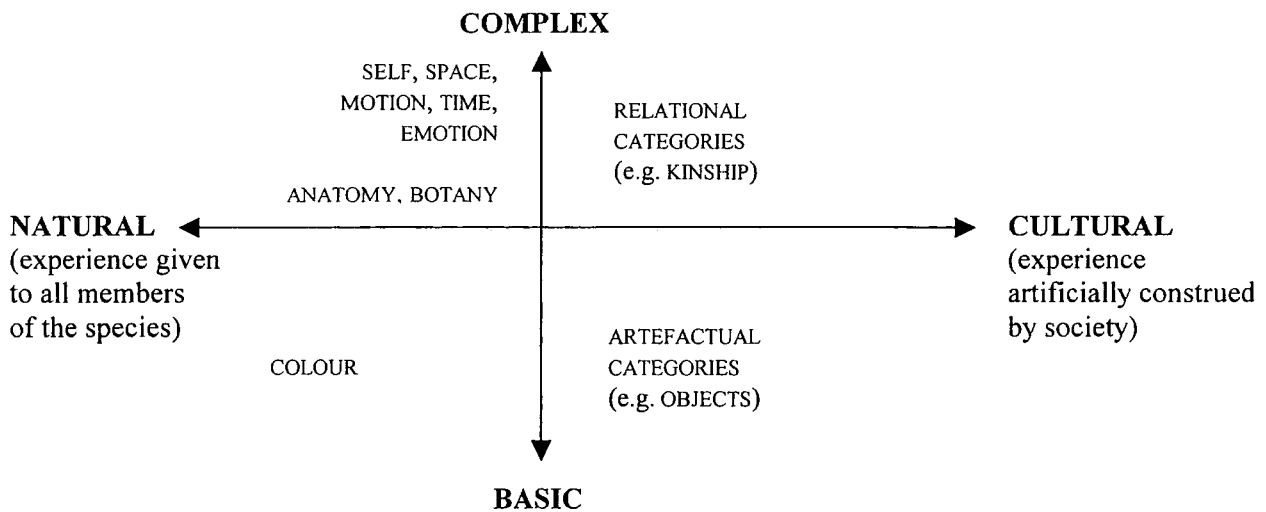 COMPLEX
SELF, SPACE,
MOTION, TIME,
EMOTION
RELATIONAL
CATEGORIES
(e.g. KINSHIP)
ANATOMY, BOTANY
NATURAL
(experience given
to all members
of the species)
CULTURAL
(experience
artificially construed
by society)
COLOUR
ARTEFACTUAL
CATEGORIES
(e.g. OBJECTS)
BASIC